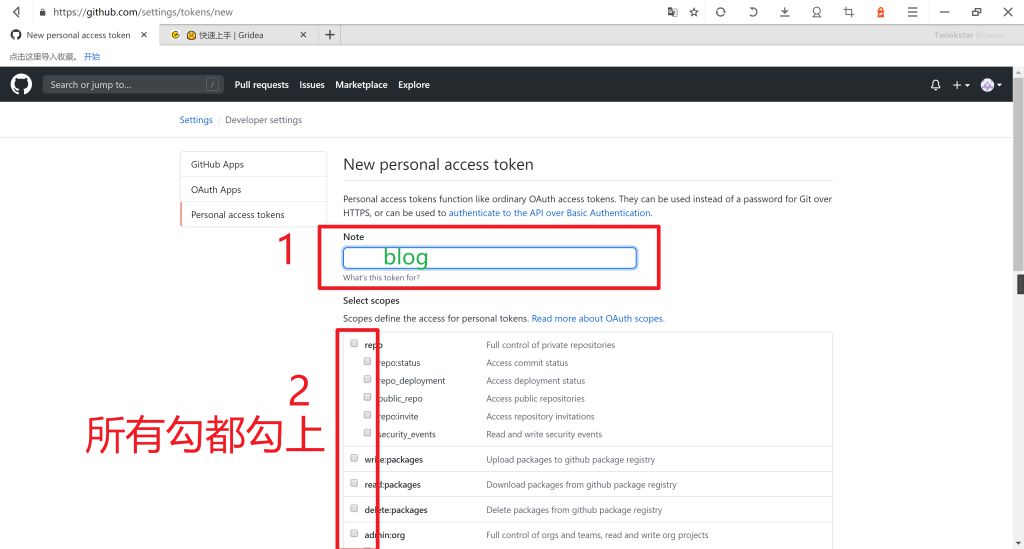 https://github.com/settings/tokens/new
New personal access token
快速上手 | Gridea
Twinkstar Browser
点击这里导入收藏。 开始
Search or jump to... /
Pull requests
Issues
Marketplace
Explore
Settings / Developer settings
GitHub Apps
OAuth Apps
Personal access tokens
New personal access token
Personal access tokens function like ordinary OAuth access tokens. They can be used instead of a password for Git over
HTTPS, or can be used to authenticate to the API over Basic Authentication.
1
Note
blog
What's this token for?
Select scopes
Scopes define the access for personal tokens. Read more about OAuth scopes.
2
所有勾都勾上
repo Full control of private repositories
repo:status Access commit status
repo_deployment Access deployment status
public_repo Access public repositories
repo:invite Access repository invitations
security_events Read and write security events
write:packages Upload packages to github package registry
read:packages Download packages from github package registry
delete:packages Delete packages from github package registry
admin:org Full control of orgs and teams, read and write org projects